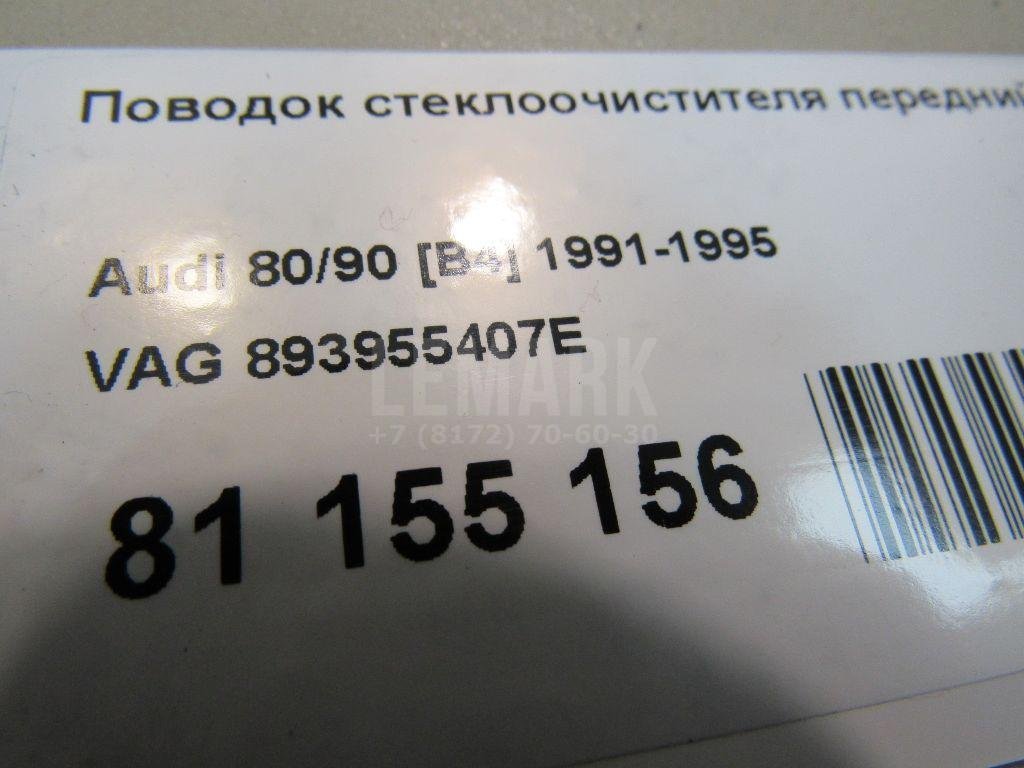 Поводок стеклоочистителя передний
Audi 80/90 [B4] 1991-1995
VAG 893955407E
LEMARK
+7 (8172) 70-60-30
81 155 156